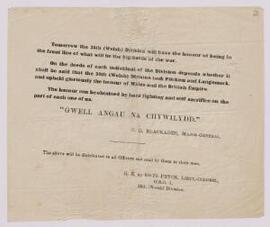 Tomorrow the 38th (Welsh) Division will have the honour of being in
the front line of what will be the big battle of the war.
On the deeds of each individual of the Division depends whether it
shall be said that the 38th (Welsh) Division took Pilckem and Langemarck
and upheld gloriously the honour of Wales and the British Empire.
The honour can be obtained by hard fighting and self sacrifice on the
part of each one of us.
"GWELL ANGAU NA CHYWILYDD."
C. G. BLACKADER, MAJOR-GENERAL.
The above will be distributed to all Officers and read by them to their men.
LIEUT.-COLONEL,
G.S.O. 1,
38th (Welsh) Division.